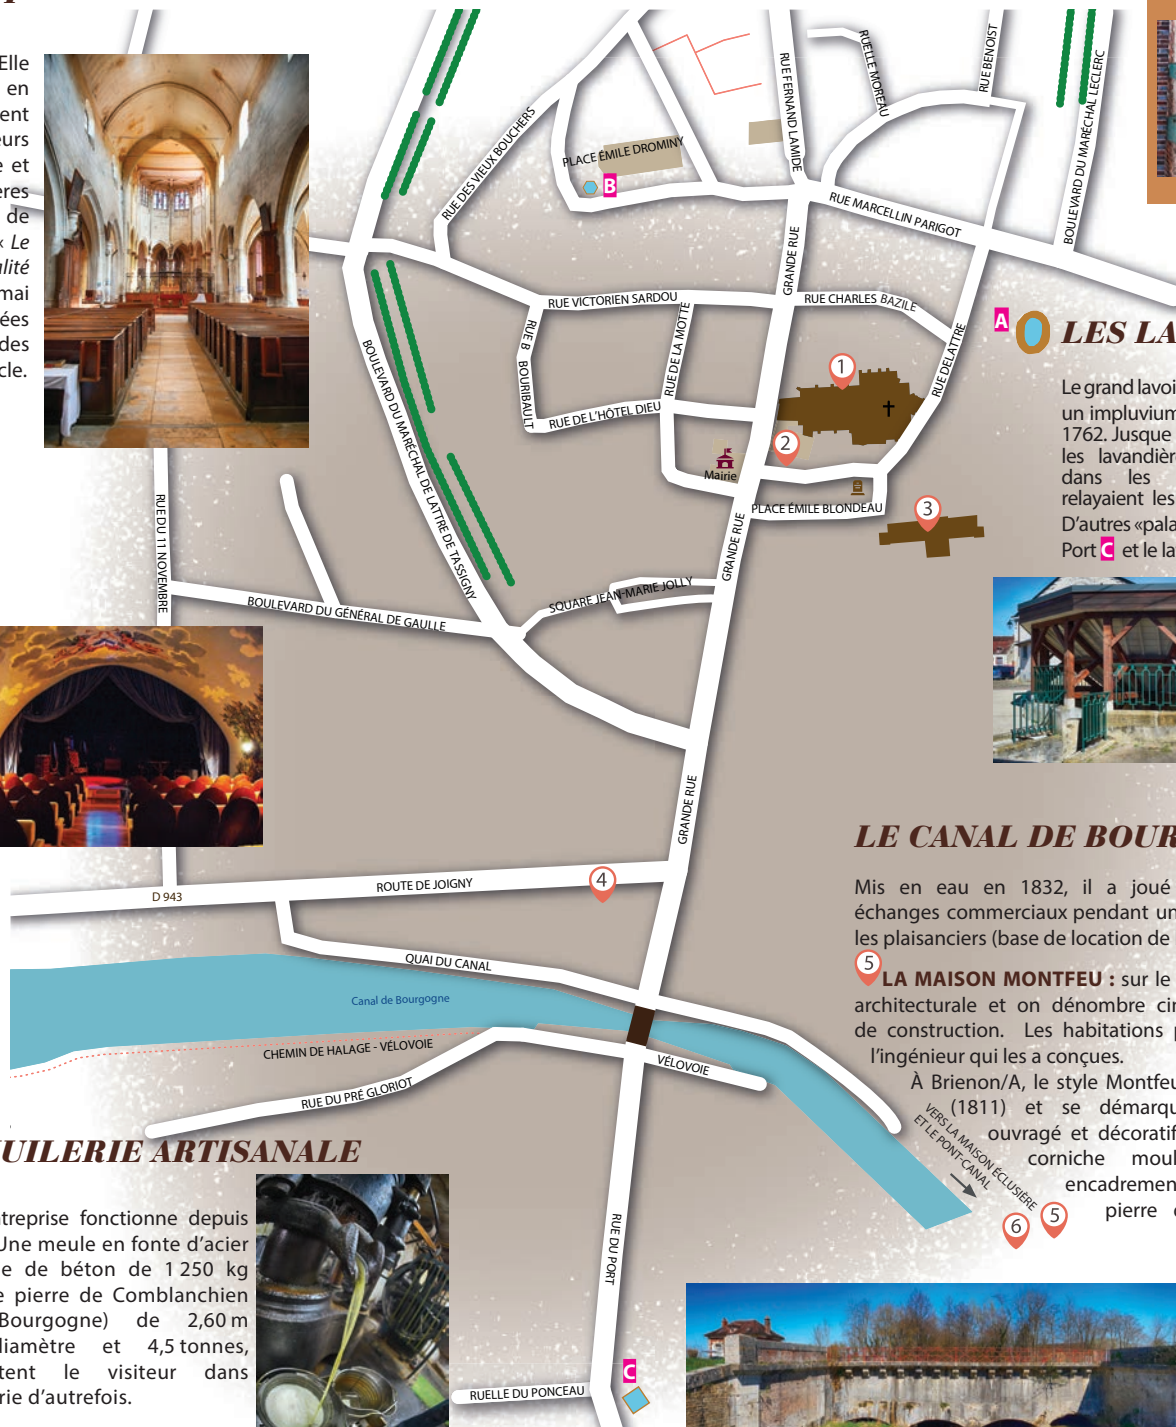 Elle
en
ent
eurs
e et
ères
de
« Le
alité
mai
ées
des
cle.
RUE DES VIEUX BOUCHERS
PLACE ÉMILE DROMINY
B
RUE FERNAND LAMIDE
RUELLE MOREAU
RUE BENOIST
BOULEVARD DU MARÉCHAL LECLERC
RUE MARCELLIN PARIGOT
GRANDE RUE
RUE VICTORIEN SARDOU
RUE CHARLES BAZILE
RUE B BOURIBAULT
RUE DE LA MOTTE
RUE DELATTRE
RUE DE L'HÔTEL DIEU
BOULEVARD DU MARÉCHAL DE LATTRE DE TASSIGNY
1
2
Mairie
3
PLACE ÉMILE BLONDEAU
GRANDE RUE
RUE DU 11 NOVEMBRE
BOULEVARD DU GÉNÉRAL DE GAULLE
SQUARE JEAN-MARIE JOLLY
A
LES LA
Le grand lavoi
un impluvium
1762. Jusque
les lavandièr
dans les
relayaient les
D'autres «pala
Port C et le la
GRANDE RUE
D 943
ROUTE DE JOIGNY
4
QUAI DU CANAL
Canal de Bourgogne
CHEMIN DE HALAGE - VÉLOVOIE
VÉLOVOIE
RUE DU PRÉ GLORIOT
LE CANAL DE BOUR
Mis en eau en 1832, il a joué
échanges commerciaux pendant un
les plaisanciers (base de location de
5 LA MAISON MONTFEU : sur le
architecturale et on dénombre cin
de construction. Les habitations p
l'ingénieur qui les a conçues.
À Brienon/A, le style Montfeu
(1811) et se démarqu
ouvragé et décoratif
corniche moul
encadremen
pierre d
VERS LA MAISON ÉCLUSIÈRE
ET LE PONT-CANAL
6
5
UILERIE ARTISANALE
treprise fonctionne depuis
Une meule en fonte d'acier
e de béton de 1 250 kg
e pierre de Comblanchien
Bourgogne) de 2,60 m
diamètre et 4,5 tonnes,
tent le visiteur dans
rie d'autrefois.
RUE DU PORT
C
RUELLE DU PONCEAU